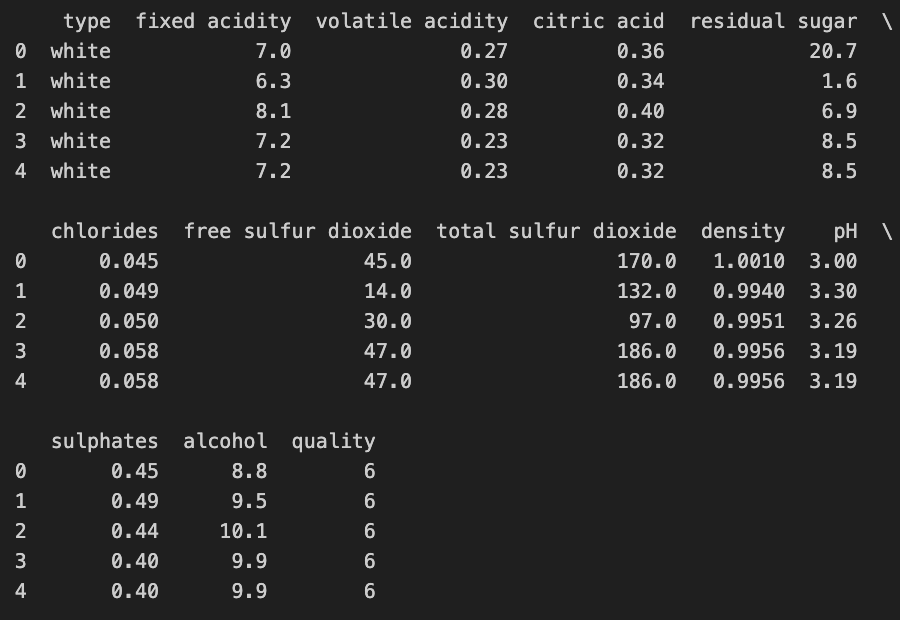 type fixed acidity volatile acidity citric acid residual sugar \
0 white 7.0 0.27 0.36 20.7
1 white 6.3 0.30 0.34 1.6
2 white 8.1 0.28 0.40 6.9
3 white 7.2 0.23 0.32 8.5
4 white 7.2 0.23 0.32 8.5
chlorides free sulfur dioxide total sulfur dioxide density pH \
0 0.045 45.0 170.0 1.0010 3.00
1 0.049 14.0 132.0 0.9940 3.30
2 0.050 30.0 97.0 0.9951 3.26
3 0.058 47.0 186.0 0.9956 3.19
4 0.058 47.0 186.0 0.9956 3.19
sulphates alcohol quality
0 0.45 8.8 6
1 0.49 9.5 6
2 0.44 10.1 6
3 0.40 9.9 6
4 0.40 9.9 6